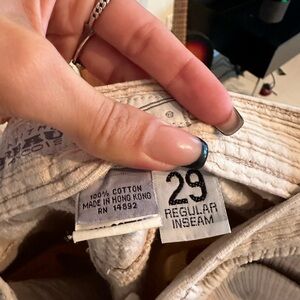 100% COTTON
MADE IN HONG KONG
RN 14892
29
REGULAR
INSEAM